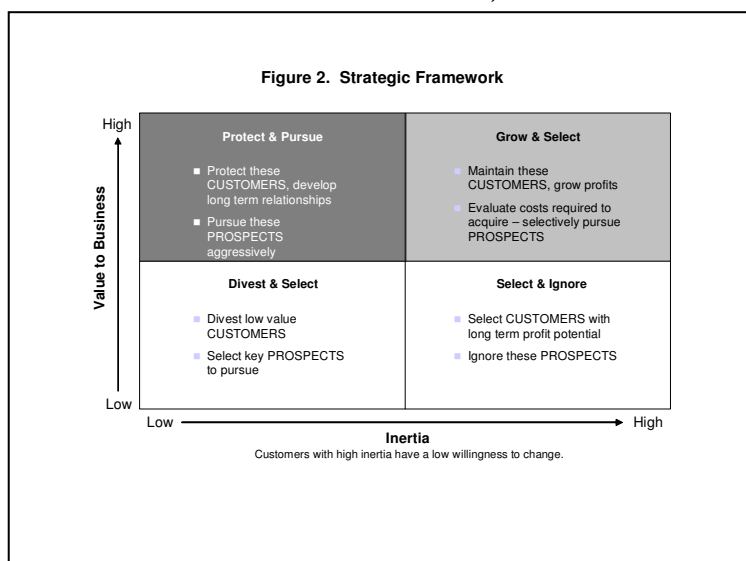 Figure 2. Strategic Framework
High
Protect & Pursue
■ Protect these
CUSTOMERS, develop
long term relationships
■ Pursue these
PROSPECTS
aggressively
Grow & Select
■ Maintain these
CUSTOMERS, grow profits
■ Evaluate costs required to
acquire – selectively pursue
PROSPECTS
Value to Business
Divest & Select
■ Divest low value
CUSTOMERS
■ Select key PROSPECTS
to pursue
Select & Ignore
■ Select CUSTOMERS with
long term profit potential
■ Ignore these PROSPECTS
Low
Low
High
Inertia
Customers with high inertia have a low willingness to change.